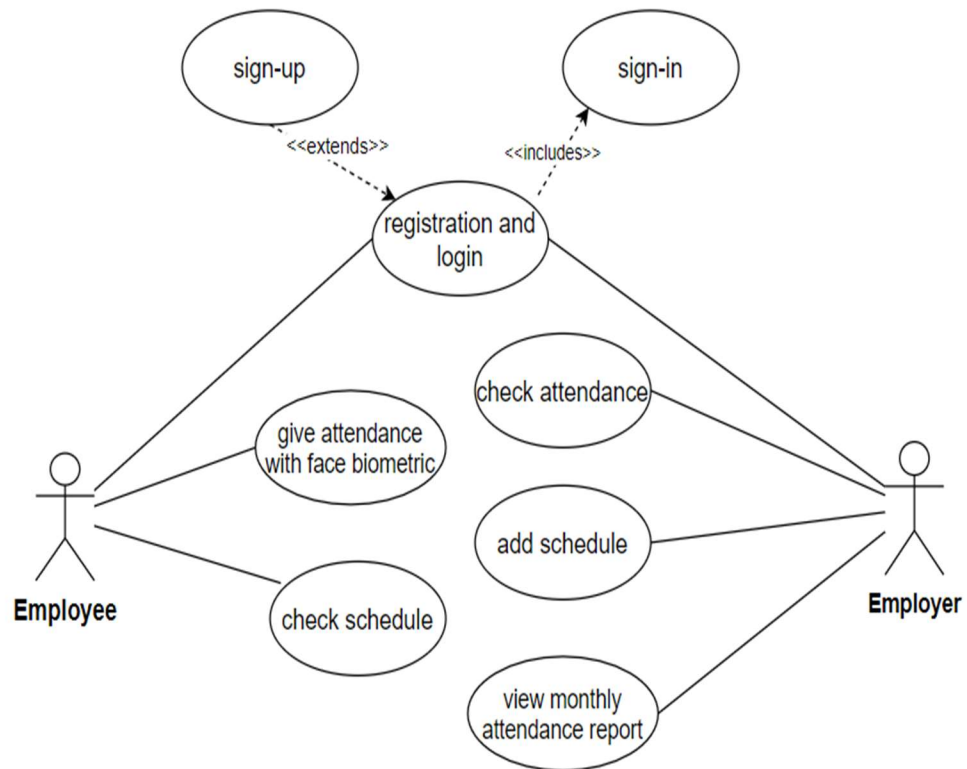 sign-up
sign-in
<<extends>>
<<includes>>
registration and
login
check attendance
give attendance
with face biometric
add schedule
Employee
check schedule
Employer
view monthly
attendance report